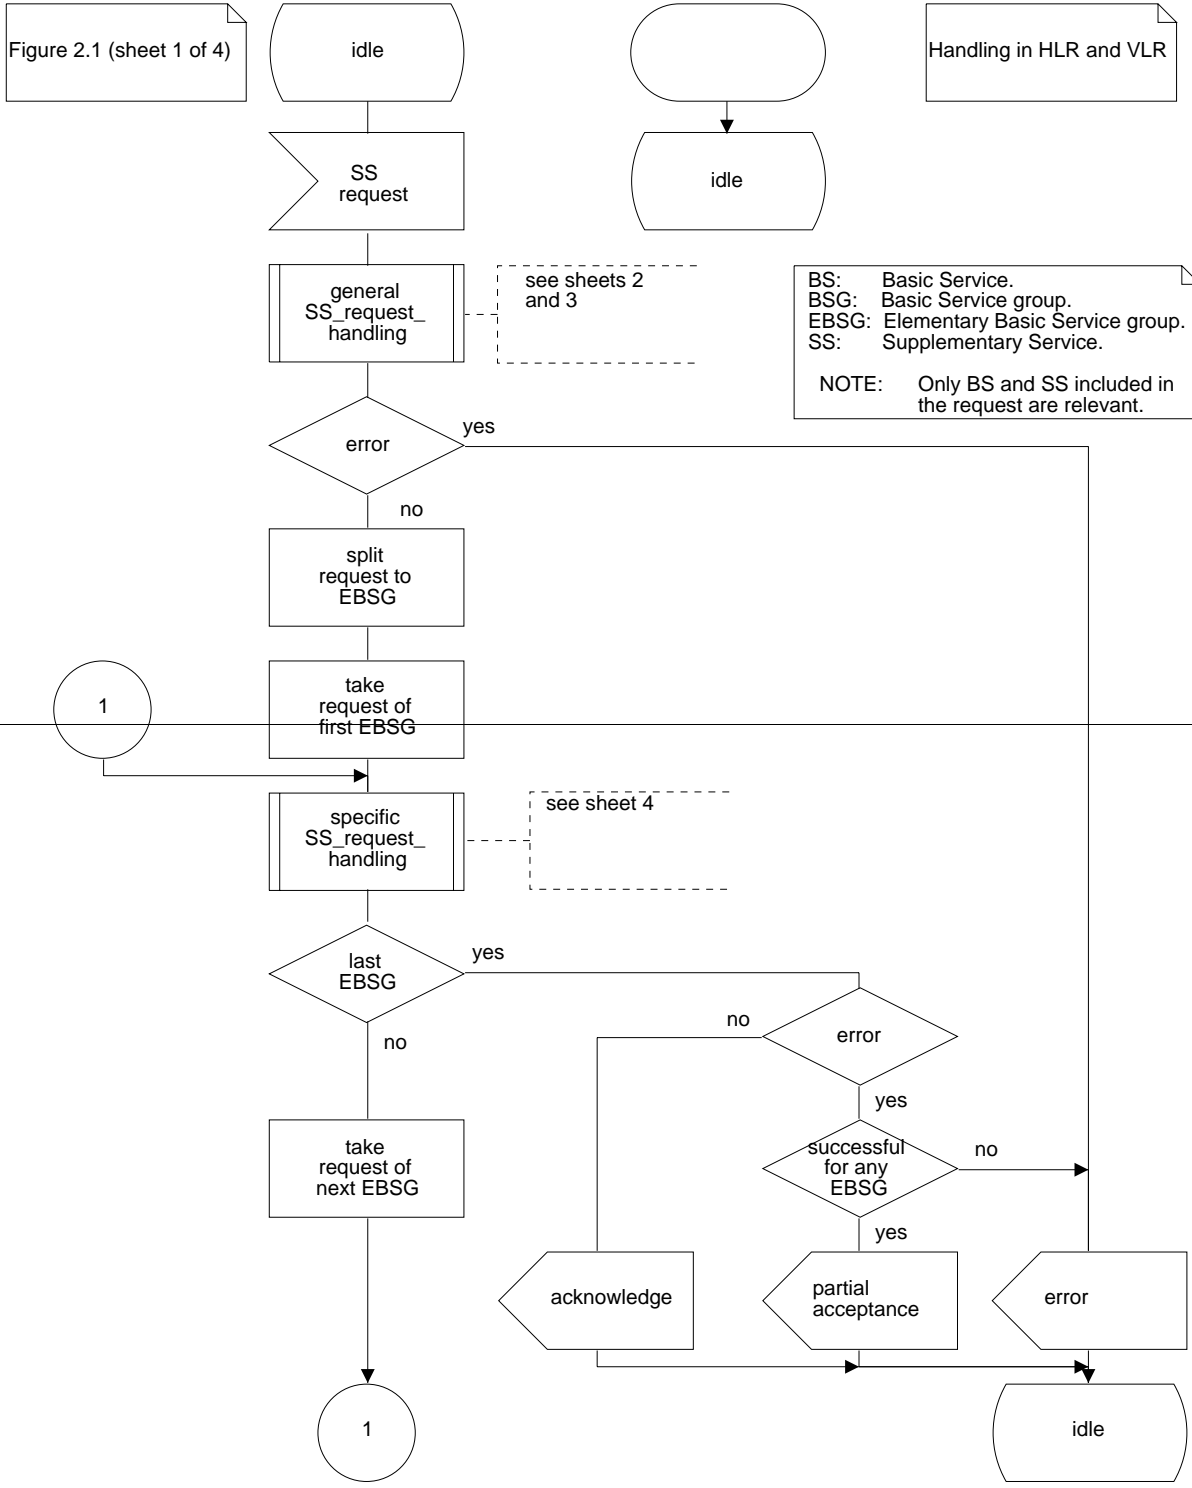 Figure 2.1 (sheet 1 of 4)
idle
Handling in HLR and VLR
idle
SS
request
general
SS_request_
handling
see sheets 2
and 3
BS: Basic Service.
BSG: Basic Service group.
EBSG: Elementary Basic Service group.
SS: Supplementary Service.
NOTE: Only BS and SS included in
the request are relevant.
error
yes
no
split
request to
EBSG
1
take
request of
first EBSG
specific
SS_request_
handling
see sheet 4
last
EBSG
yes
no
error
no
yes
take
request of
next EBSG
successful
for any
EBSG
no
yes
acknowledge
partial
acceptance
error
1
idle